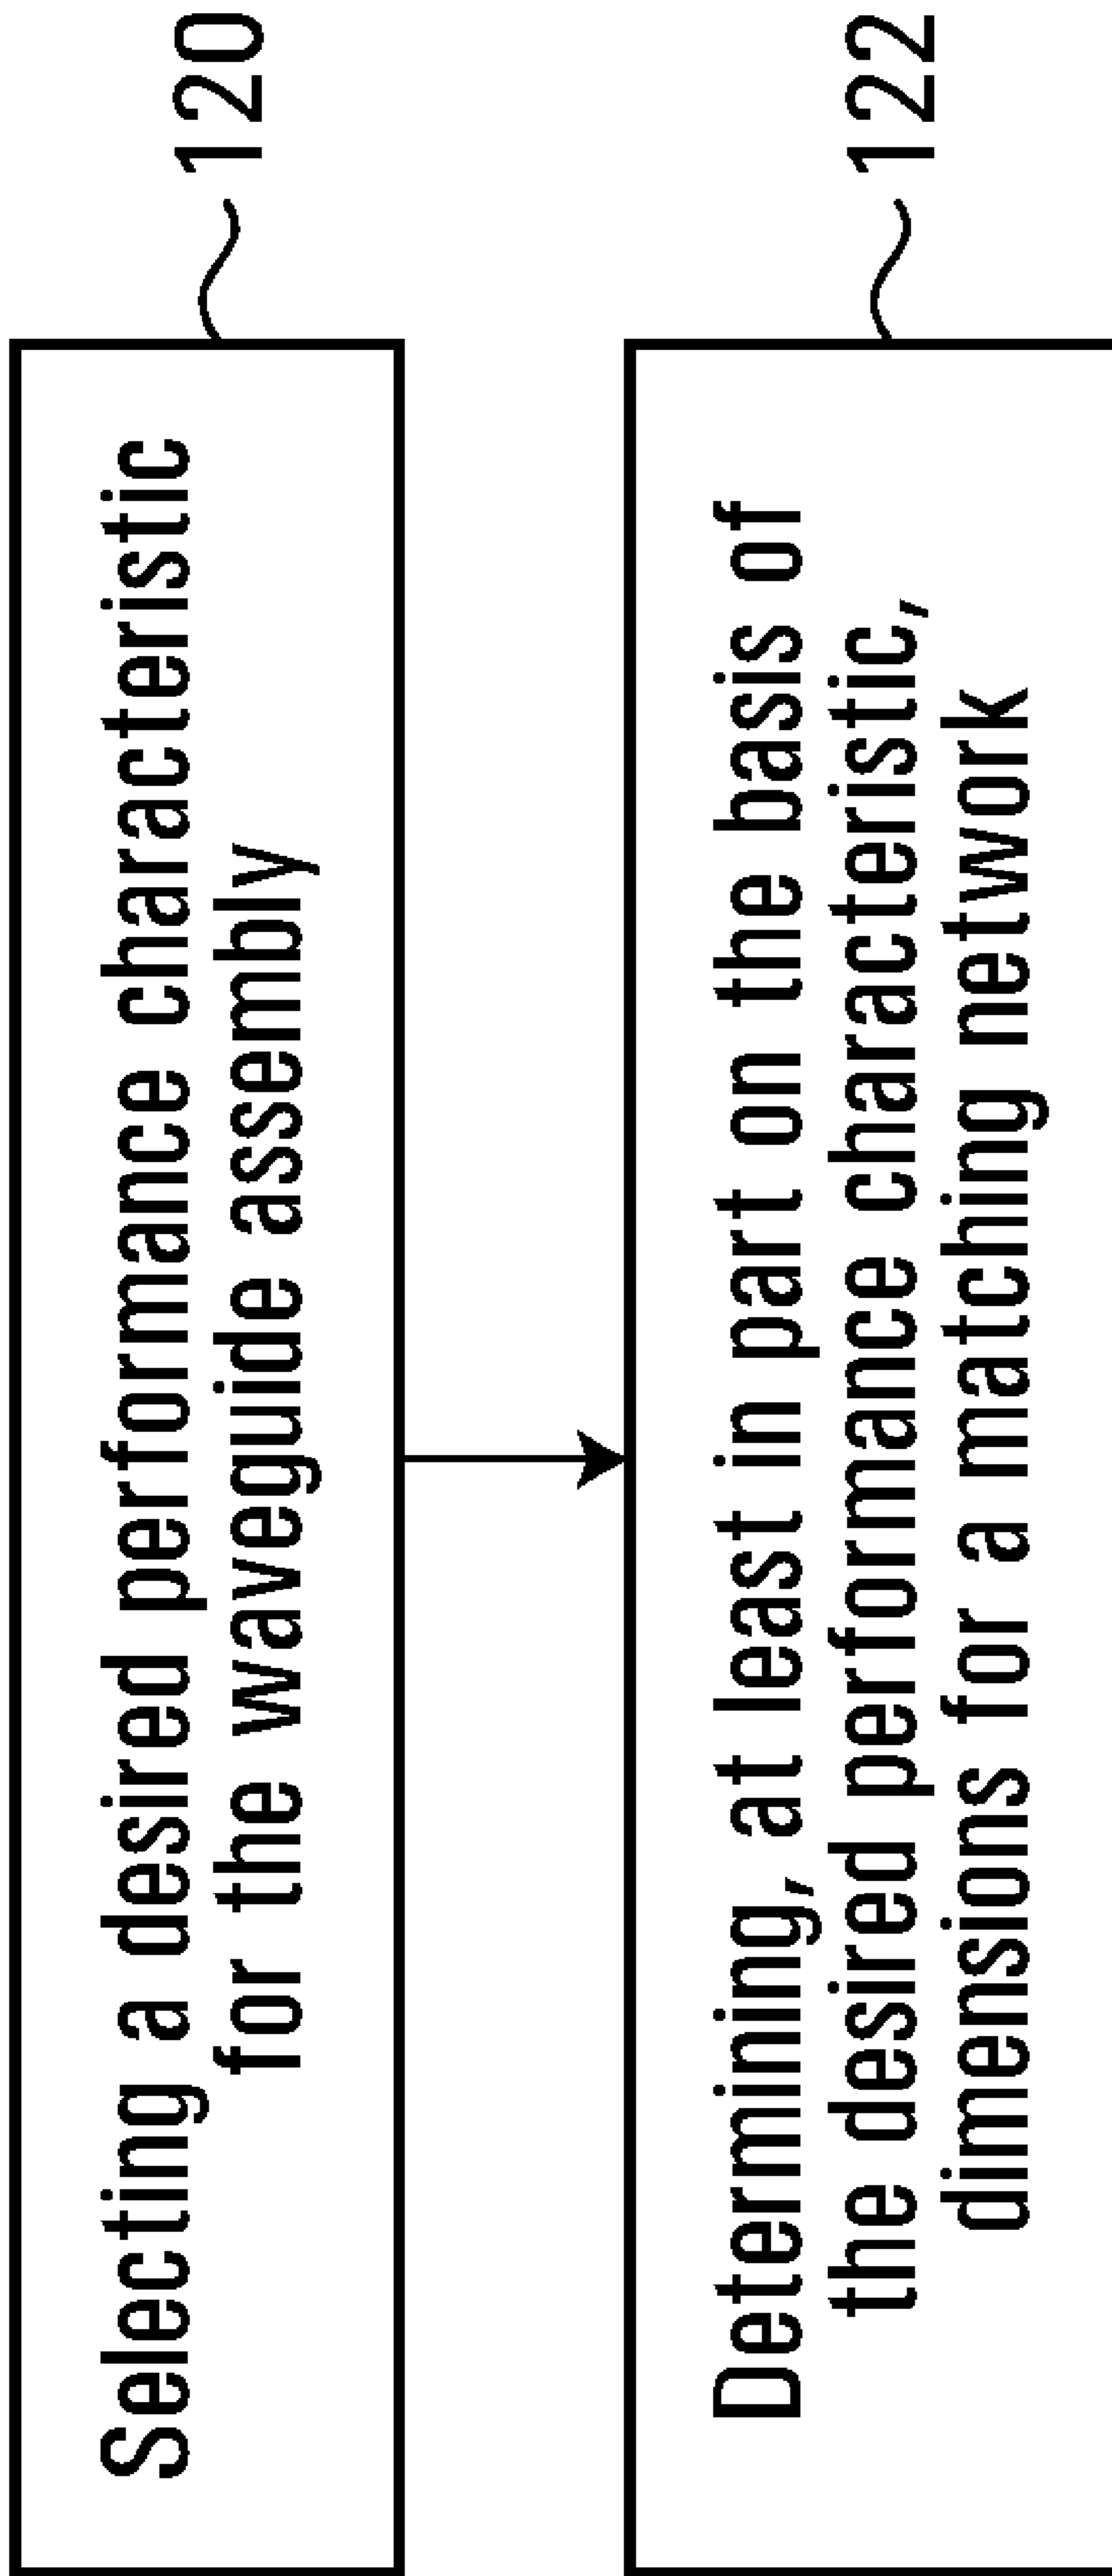 Selecting a desired performance characteristic
for the waveguide assembly
120
Determining, at least in part on the basis of
the desired performance characteristic,
dimensions for a matching network
122